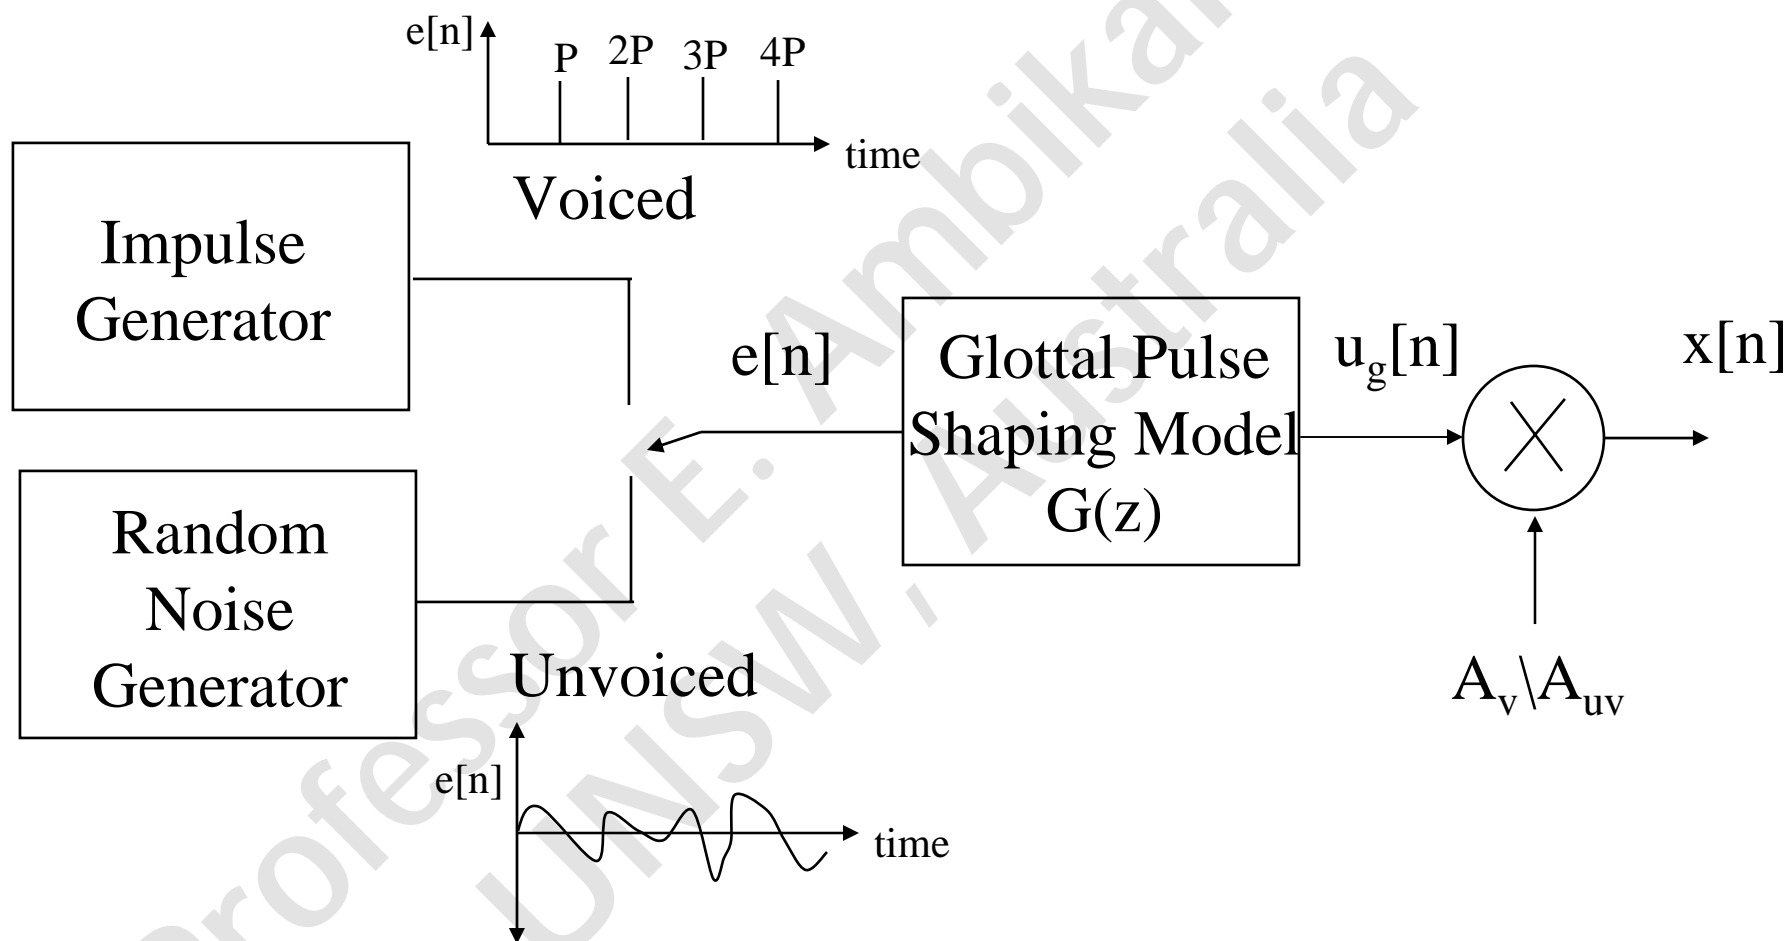 e[n]
P 2P 3P 4P
time
Voiced
Impulse
Generator
e[n]
Glottal Pulse
Shaping Model
G(z)
u_g[n]
x[n]
Random
Noise
Generator
Unvoiced
A_v\A_uv
e[n]
time
Professor E. Ambikai
UNSW, Australia